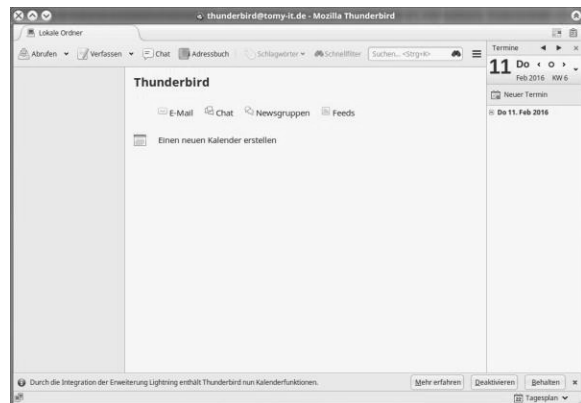 thunderbird@tomy-it.de - Mozilla Thunderbird
Lokale Ordner
Abrufen Verfassen Chat Adressbuch Schlagwörter Schnellfilter Suchen... <Strg+K>
Termine
11 Do
Feb 2016 KW 6
Neuer Termin
Do 11. Feb 2016
Thunderbird
E-Mail Chat Newsgruppen Feeds
Einen neuen Kalender erstellen
Durch die Integration der Erweiterung Lightning enthält Thunderbird nun Kalenderfunktionen. Mehr erfahren Deaktivieren Behalten
Tagesplan